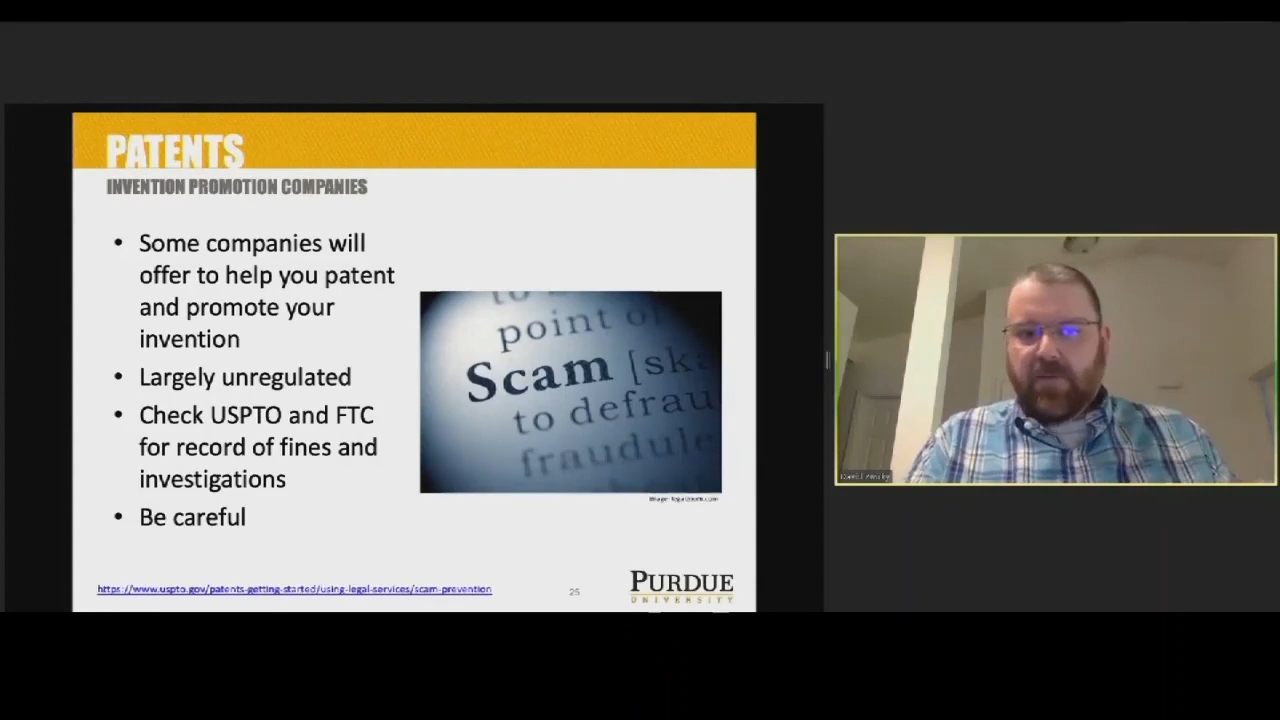 PATENTS
INVENTION PROMOTION COMPANIES
• Some companies will
offer to help you patent
and promote your
invention
• Largely unregulated
• Check USPTO and FTC
for record of fines and
investigations
• Be careful
point of
Scam [ska
to defrau
fraudule
https://www.uspto.gov/patents-getting-started/using-legal-services/scam-prevention
25
PURDUE
UNIVERSITY